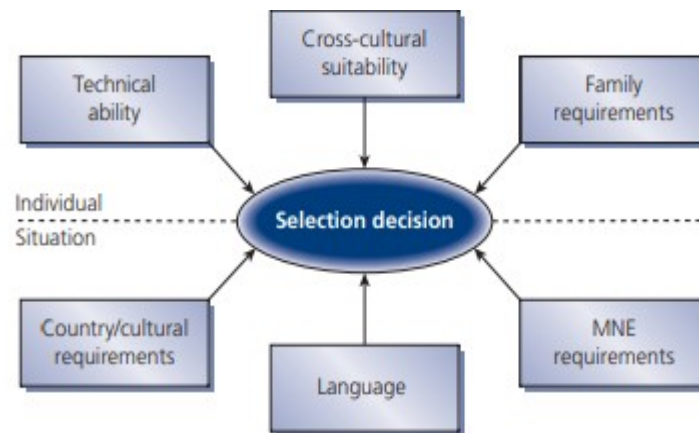 Cross-cultural
suitability
Technical
ability
Family
requirements
Individual
Selection decision
Situation
Country/cultural
requirements
Language
MNE
requirements